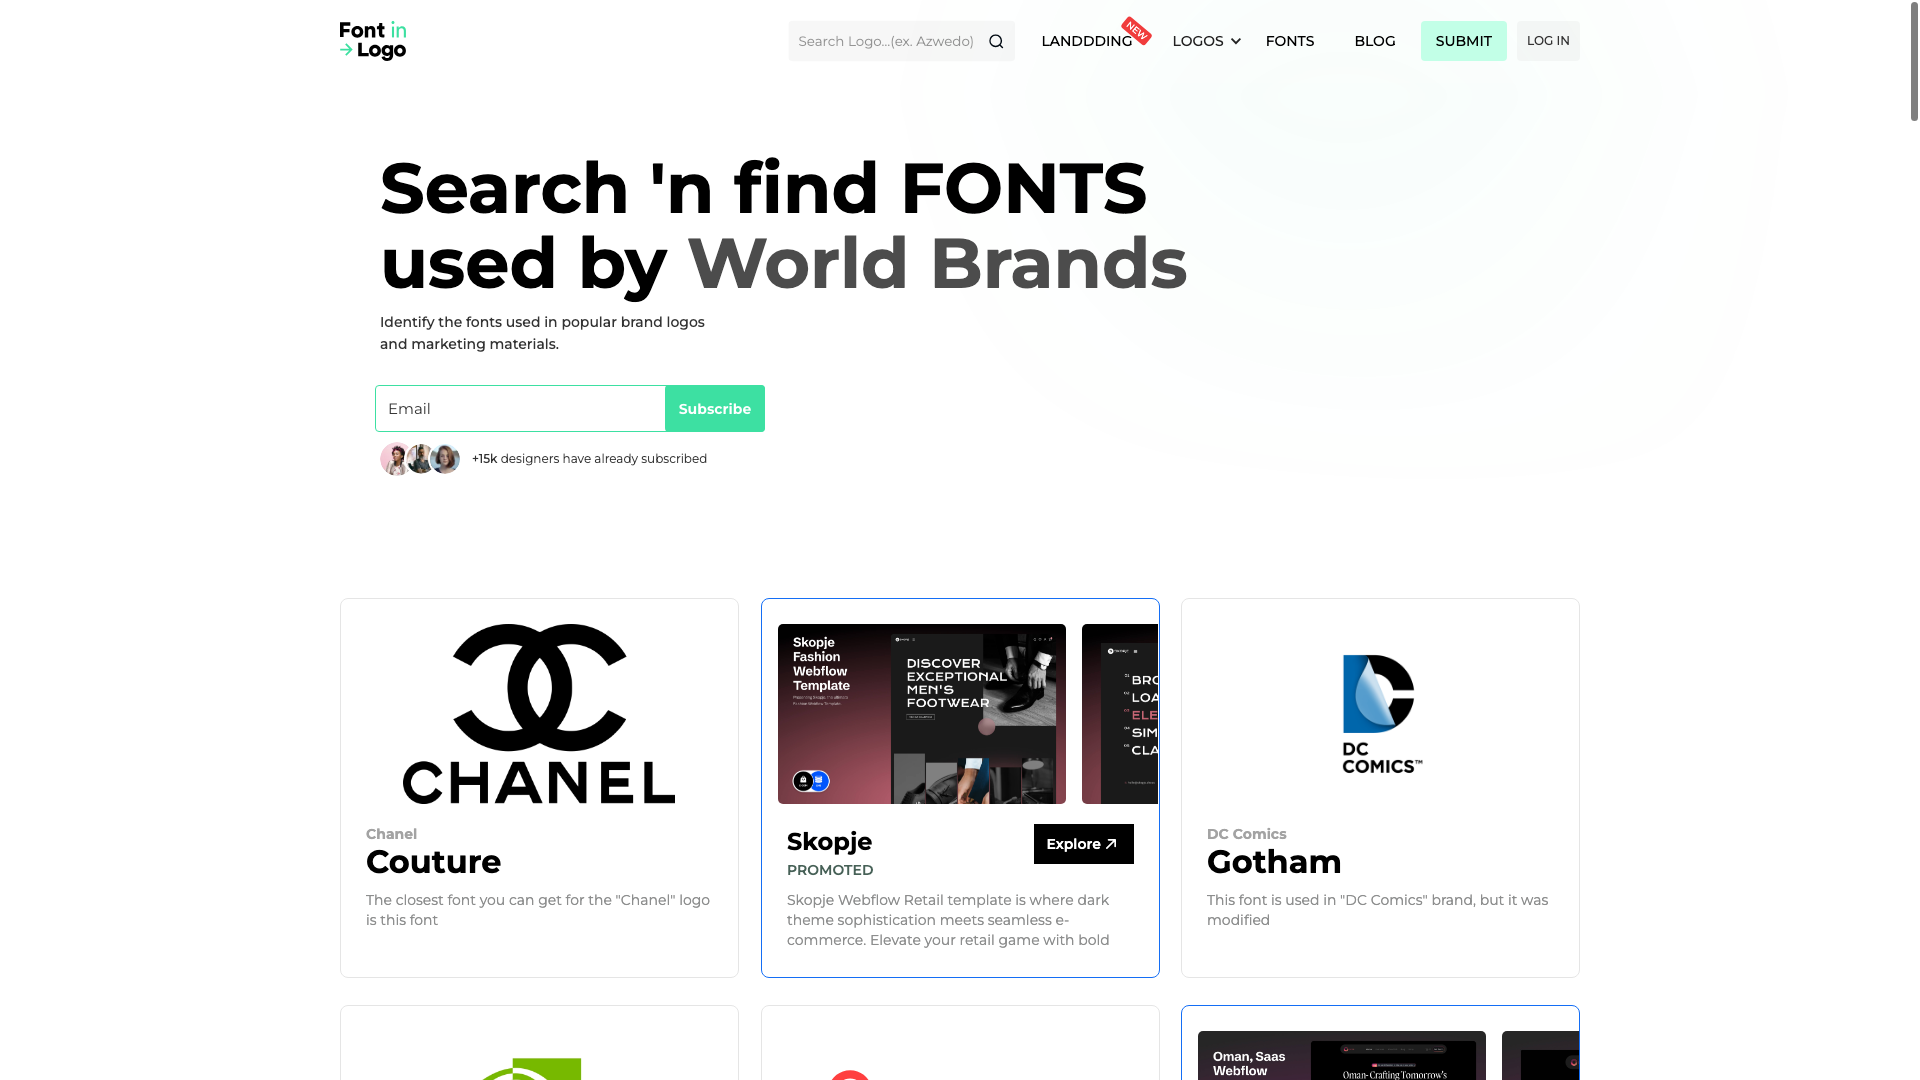 Font in
Logo
Search Logo...(ex. Azwedo)
LANDDDING
NEW
LOGOS
FONTS
BLOG
SUBMIT
LOG IN
Search 'n find FONTS
used by World Brands
Identify the fonts used in popular brand logos
and marketing materials.
Email
Subscribe
+15k designers have already subscribed
CHANEL
Chanel
Couture
The closest font you can get for the "Chanel" logo
is this font
Skopje
Fashion
Webflow
Template
DISCOVER
EXCEPTIONAL
MEN'S
FOOTWEAR
BRO
LOA
ELE
SIM
CLA
Skopje
PROMOTED
Explore
Skopje Webflow Retail template is where dark
theme sophistication meets seamless e-
commerce. Elevate your retail game with bold
DC
COMICS™
DC Comics
Gotham
This font is used in "DC Comics" brand, but it was
modified
Oman, Saas
Webflow
Oman- Crafting Tomorrow's